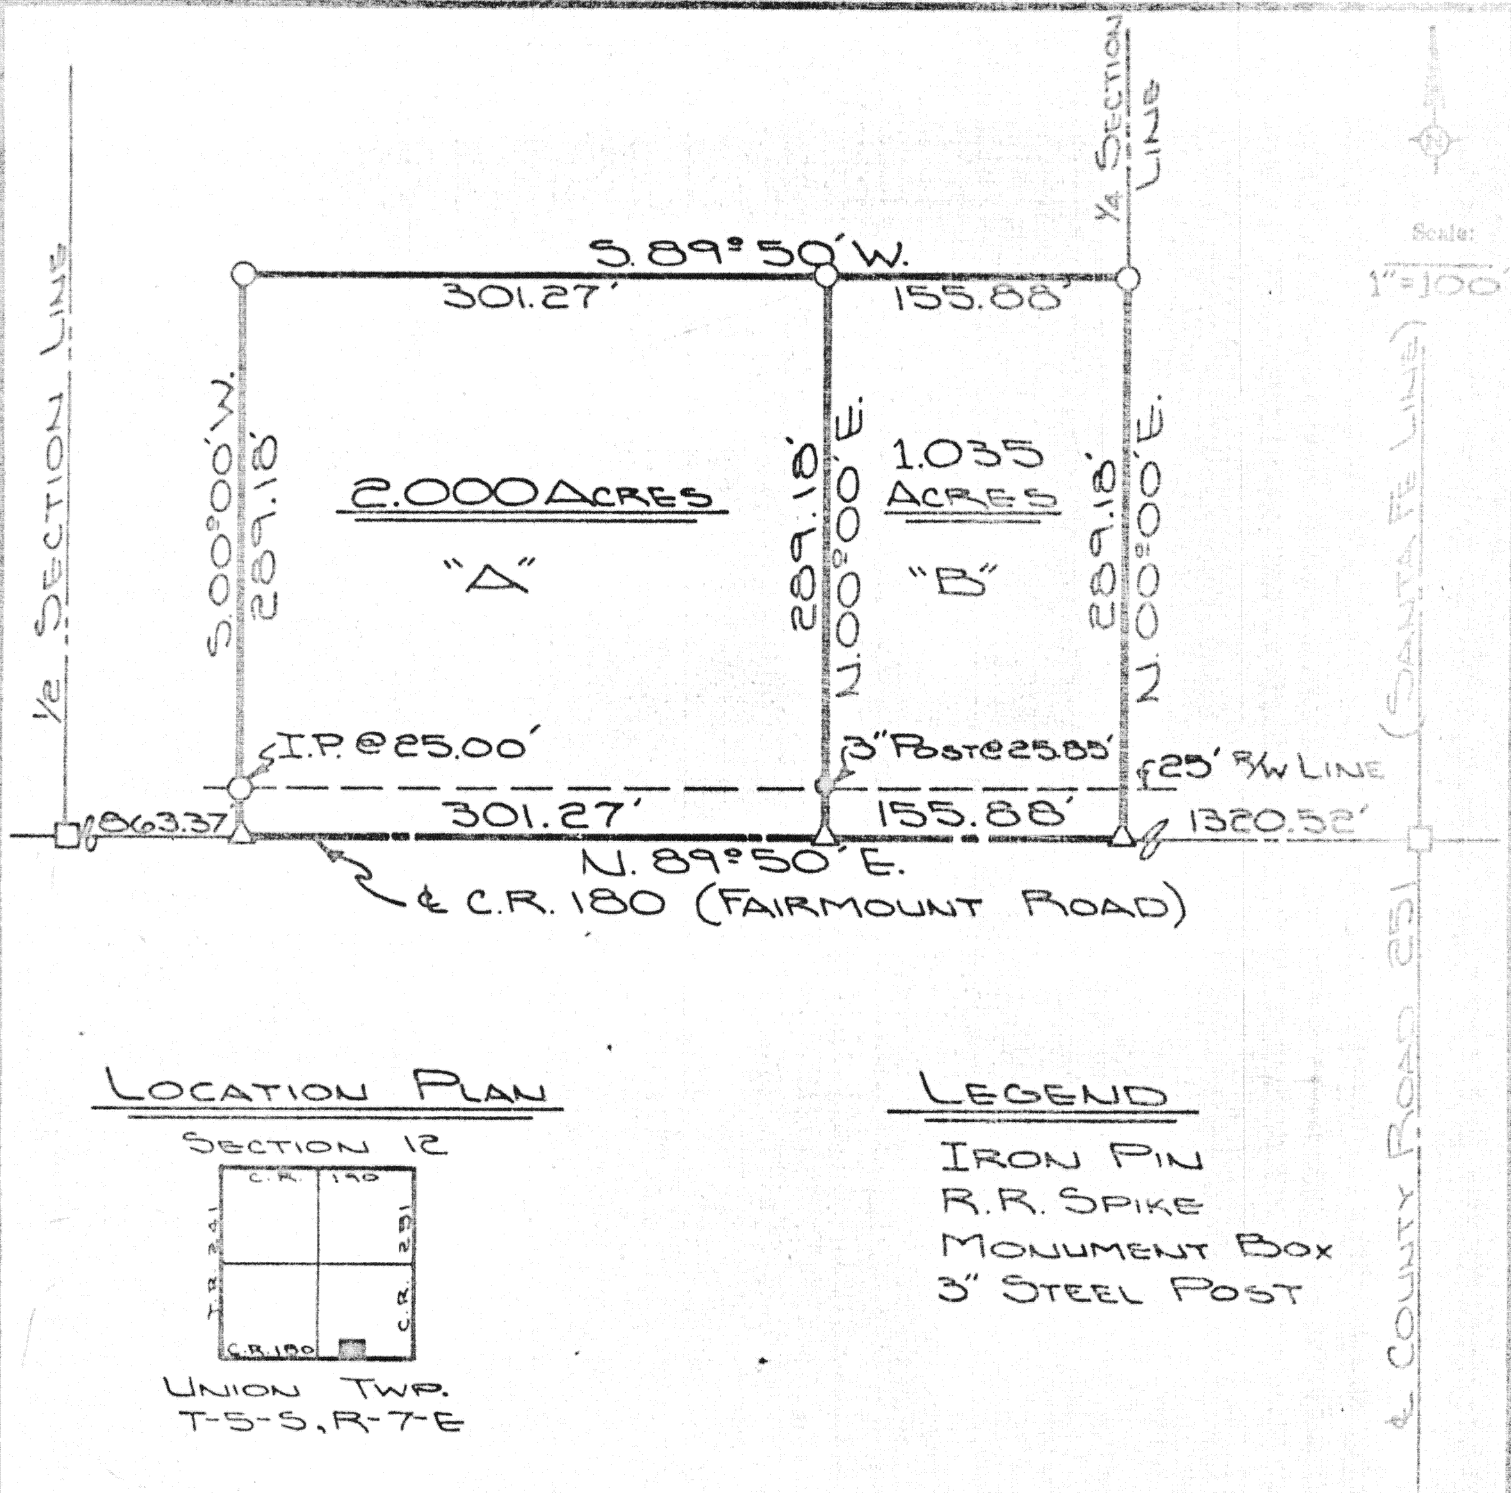 1/4 SECTION
LINE
Scale:
1"=100'
S. 89° 50' W.
301.27'
155.88'
1/2 SECTION LINE
S. 00° 00' W.
289.18'
2.000 ACRES
"A"
289.18'
N. 00° 00' E.
1.035
ACRES
"B"
289.18'
N. 00° 00' E.
(SANTA FE LINE)
I.P. @ 25.00'
3" POST @ 25.85'
25' R/W LINE
863.37'
301.27'
155.88'
1320.52'
N. 89° 50' E.
℄ C.R. 180 (FAIRMOUNT ROAD)
℄ COUNTY ROAD 251
LOCATION PLAN
SECTION 12
C.R. 190
T.R. 241
C.R. 251
C.R. 180
UNION TWP.
T-5-S, R-7-E
LEGEND
IRON PIN
R.R. SPIKE
MONUMENT BOX
3" STEEL POST